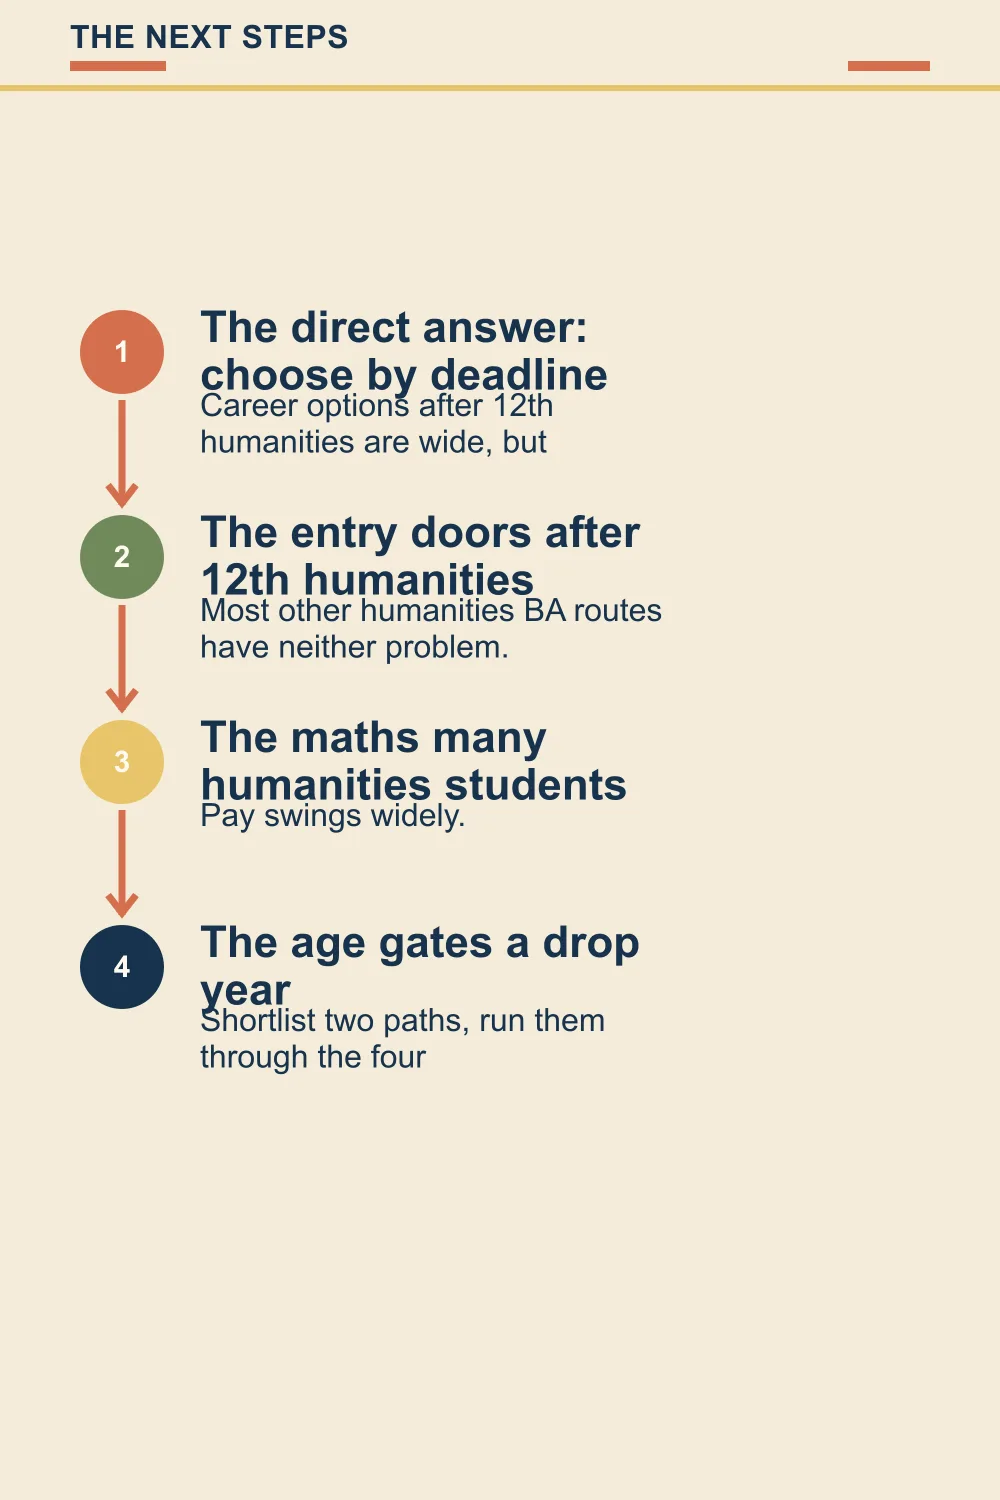 THE NEXT STEPS
1
The direct answer:
choose by deadline
Career options after 12th
humanities are wide, but
2
The entry doors after
12th humanities
Most other humanities BA routes
have neither problem.
3
The maths many
humanities students
Pay swings widely.
4
The age gates a drop
year
Shortlist two paths, run them
through the four